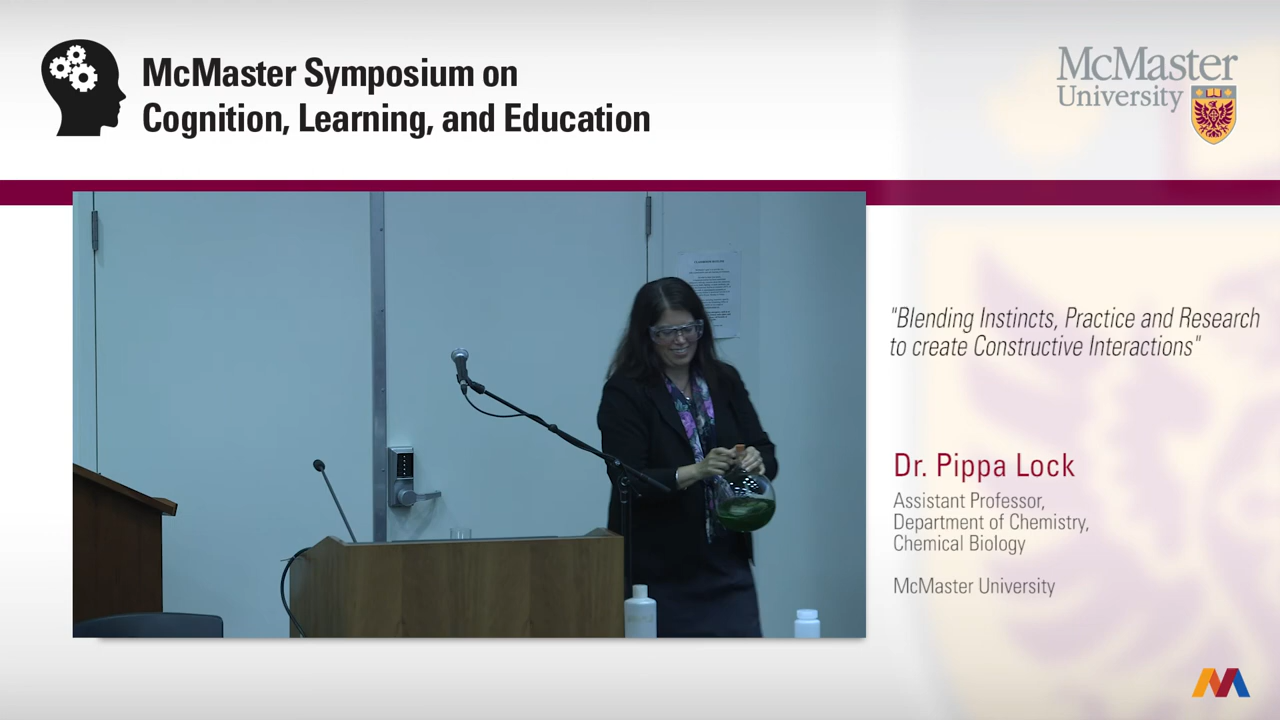 McMaster Symposium on
Cognition, Learning, and Education
McMaster
University
"Blending Instincts, Practice and Research
to create Constructive Interactions"
Dr. Pippa Lock
Assistant Professor,
Department of Chemistry,
Chemical Biology
McMaster University